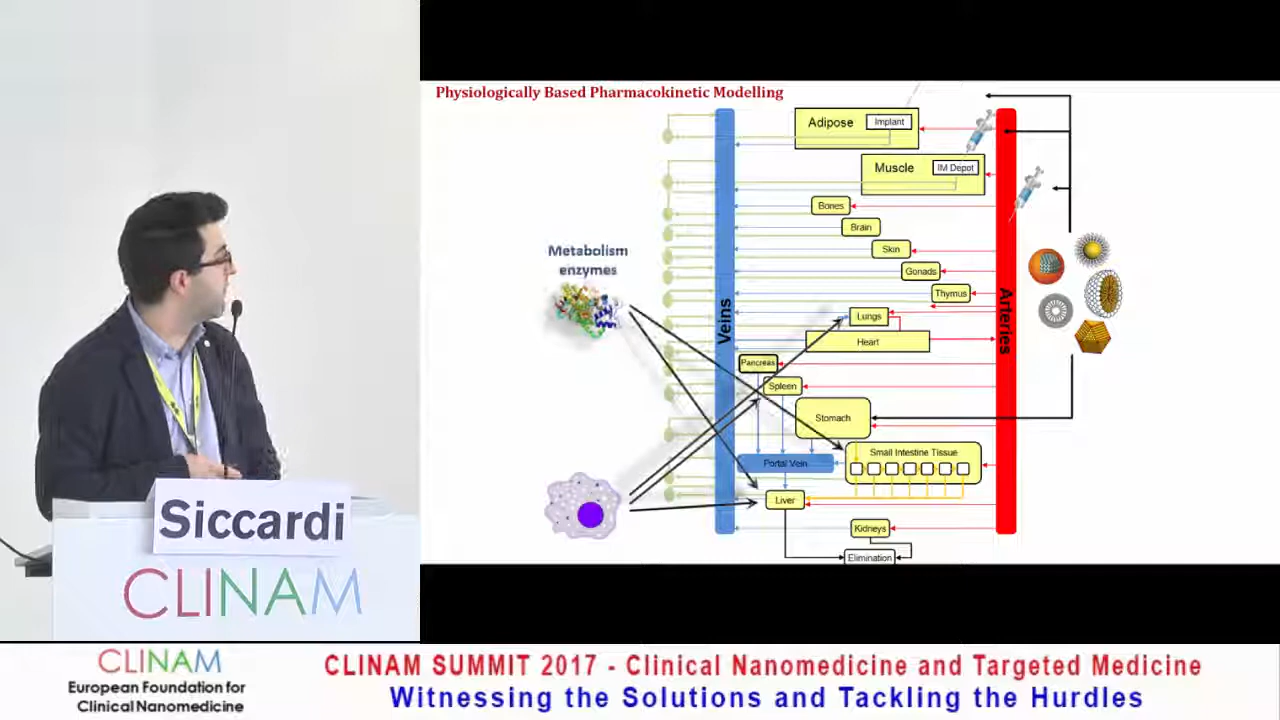 Physiologically Based Pharmacokinetic Modelling
Adipose
Implant
Muscle
IM Depot
Bones
Brain
Skin
Gonads
Thymus
Metabolism
enzymes
Veins
Arteries
Lungs
Heart
Pancreas
Spleen
Stomach
Small Intestine Tissue
Portal Vein
Liver
Kidneys
Elimination
Siccardi
CLINAM
CLINAM
European Foundation for
Clinical Nanomedicine
CLINAM SUMMIT 2017 - Clinical Nanomedicine and Targeted Medicine
Witnessing the Solutions and Tackling the Hurdles